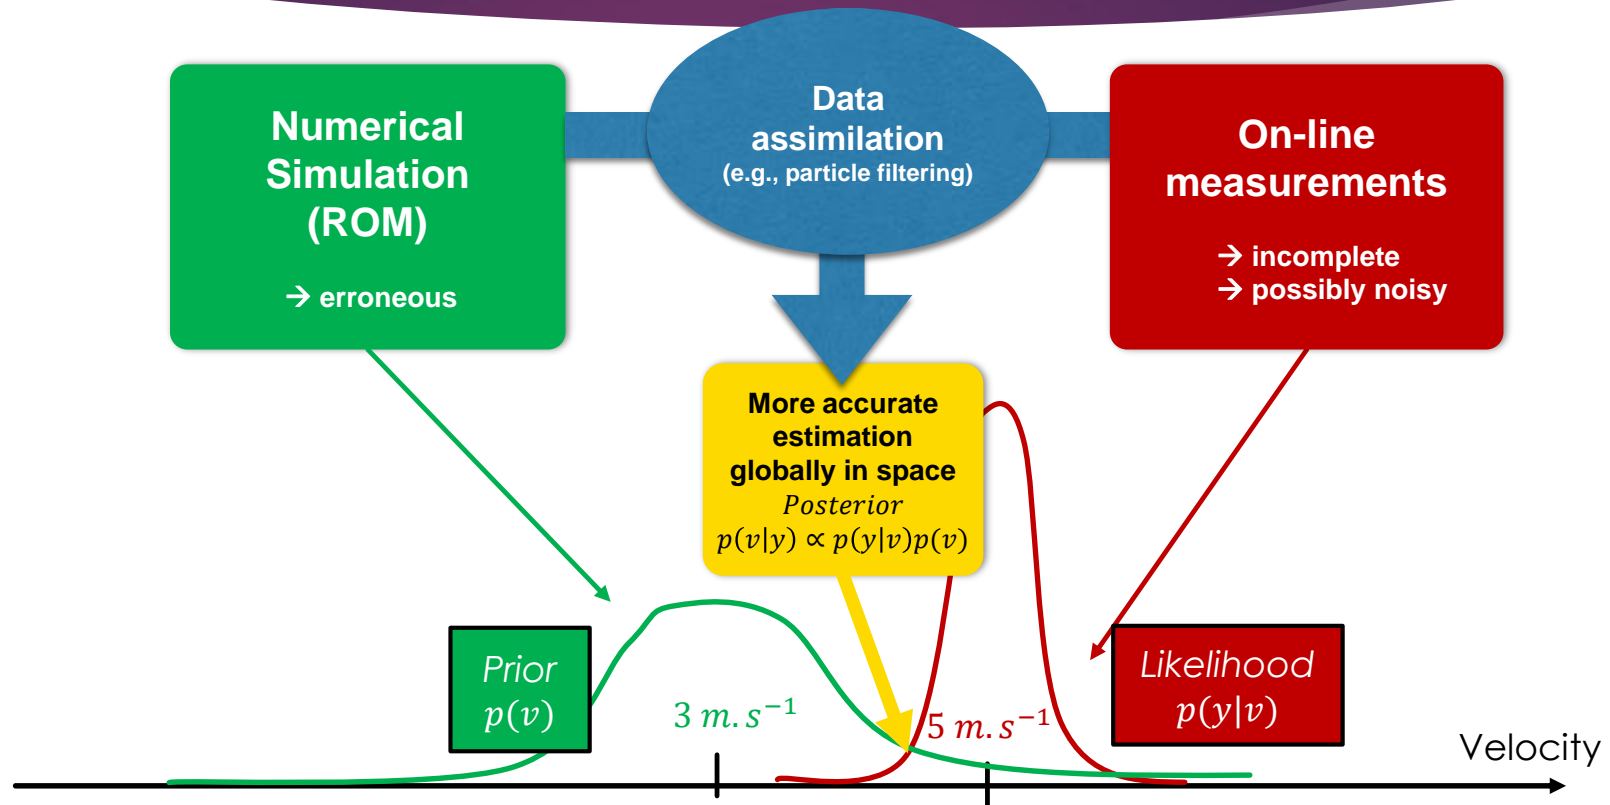 Numerical
Simulation
(ROM)
→ erroneous
Data
assimilation
(e.g., particle filtering)
On-line
measurements
→ incomplete
→ possibly noisy
More accurate
estimation
globally in space
Posterior
p(v|y) ∝ p(y|v)p(v)
Prior
p(v)
3 m.s⁻¹
5 m.s⁻¹
Likelihood
p(y|v)
Velocity